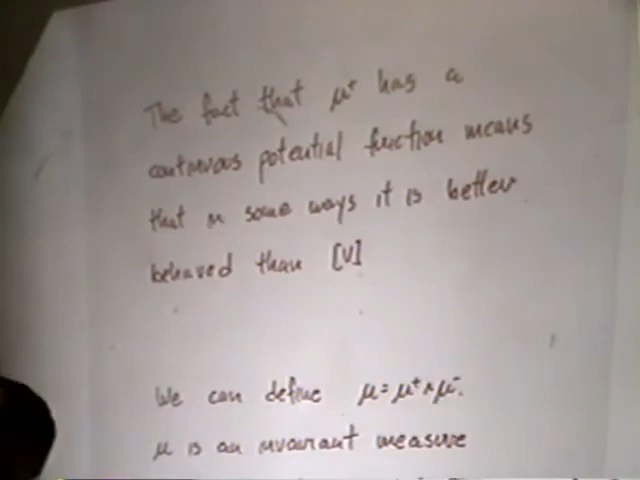 The fact that μ⁺ has a
continuous potential function means
that in some ways it is better
behaved than [V]
We can define μ = μ⁺ ∧ μ⁻.
μ is an invariant measure